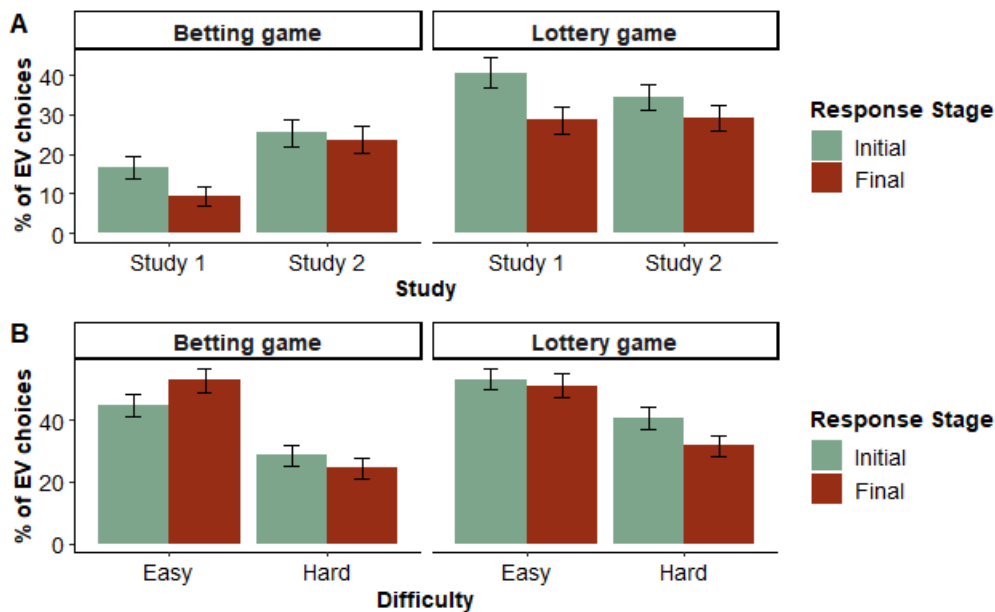 A
Betting game
Lottery game
% of EV choices
40
30
20
10
0
Study 1
Study 2
Study 1
Study 2
Study
Response Stage
Initial
Final
B
Betting game
Lottery game
% of EV choices
40
20
0
Easy
Hard
Easy
Hard
Difficulty
Response Stage
Initial
Final